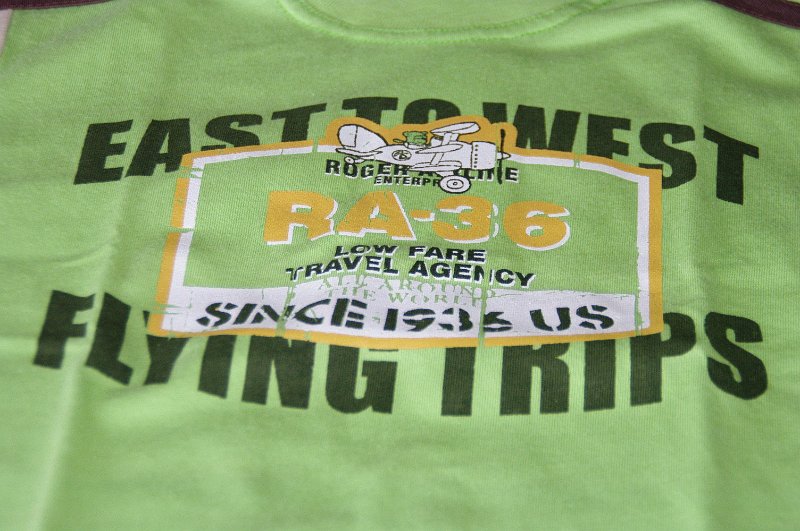 EAST TO WEST
ROGER
ENTERPR
RA-36
LOW FARE
TRAVEL AGENCY
ALL AROUND
THE WORLD
SINCE 1936 US
FLYING TRIPS